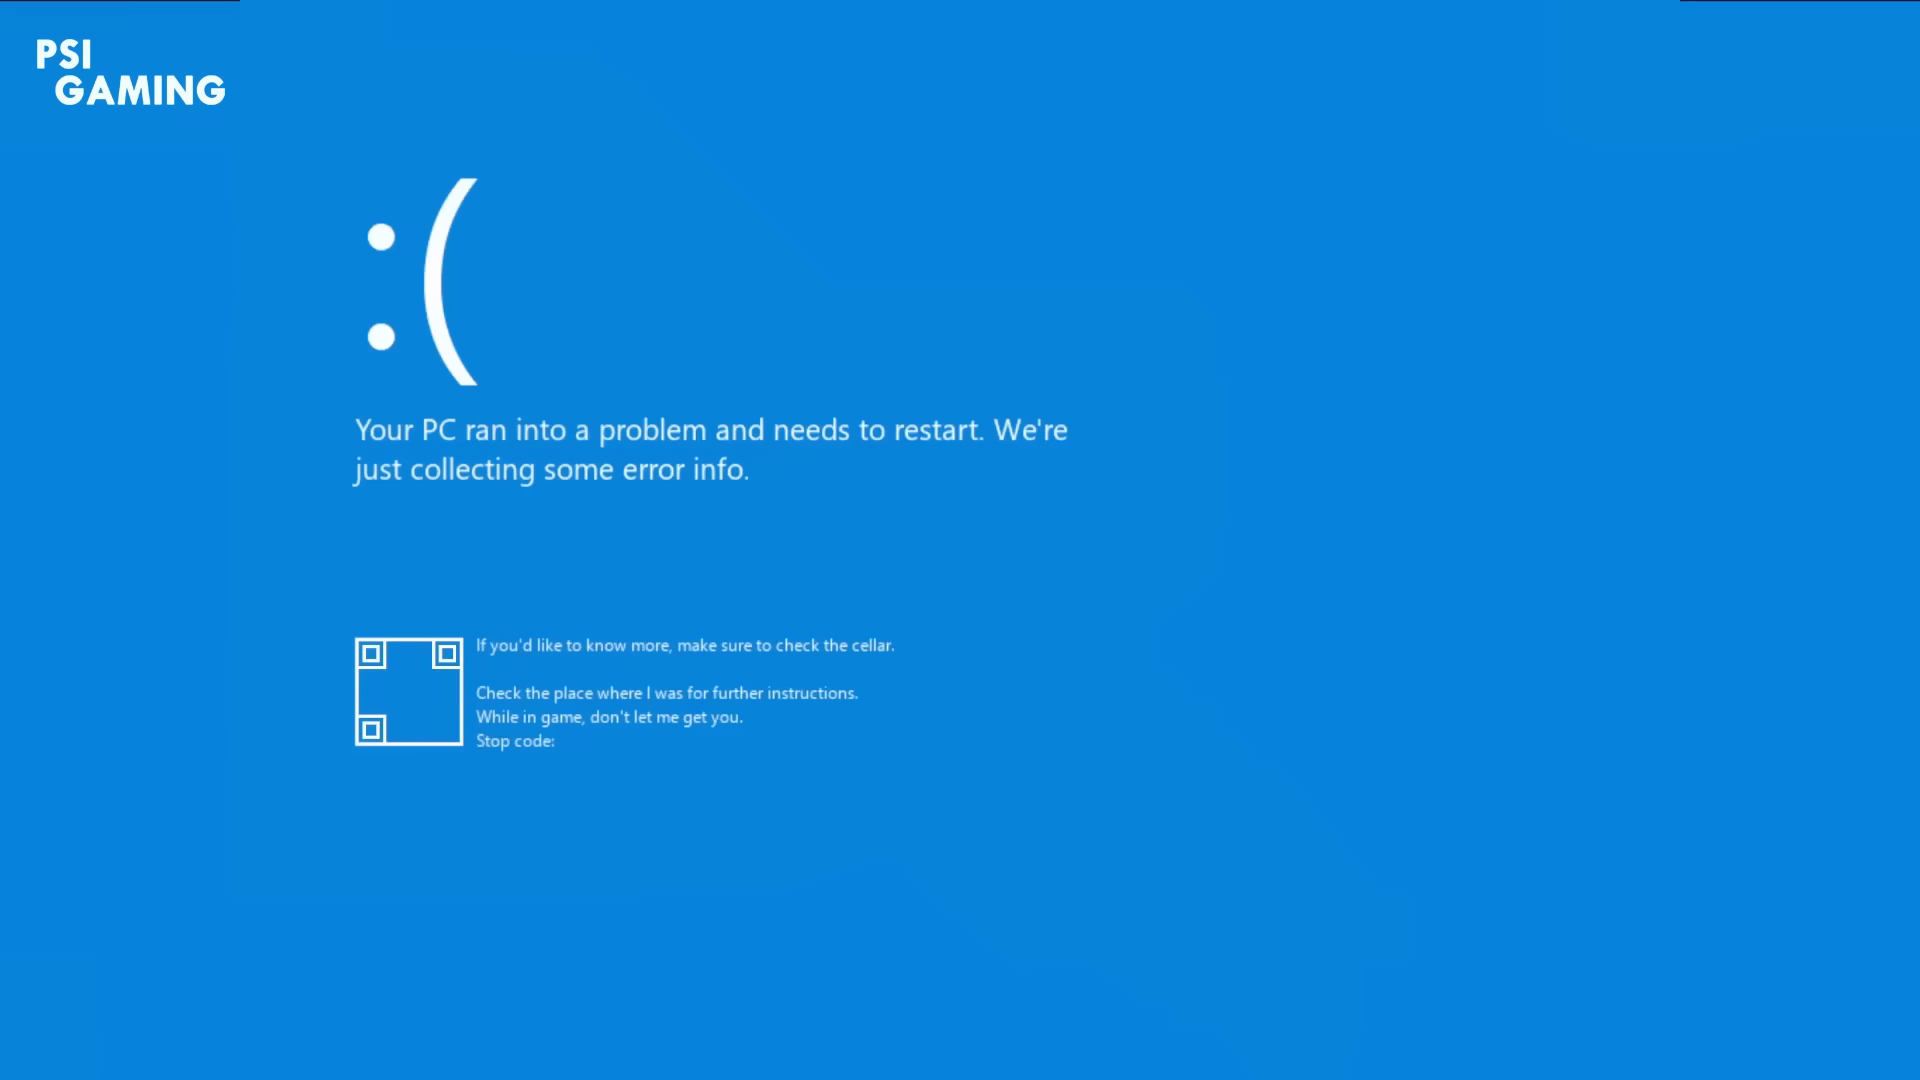 PSI
GAMING
:(
Your PC ran into a problem and needs to restart. We're
just collecting some error info.
If you'd like to know more, make sure to check the cellar.
Check the place where I was for further instructions.
While in game, don't let me get you.
Stop code: